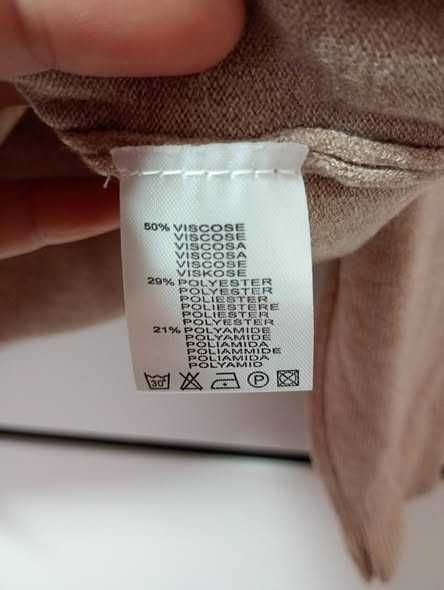 50% VISCOSE
VISCOSE
VISCOSA
VISCOSA
VISCOSE
VISKOSE
29% POLYESTER
POLYESTER
POLIESTER
POLIESTERE
POLIESTER
POLYESTER
21% POLYAMIDE
POLYAMIDE
POLIAMIDA
POLIAMMIDE
POLIAMIDA
POLYAMID
30° P